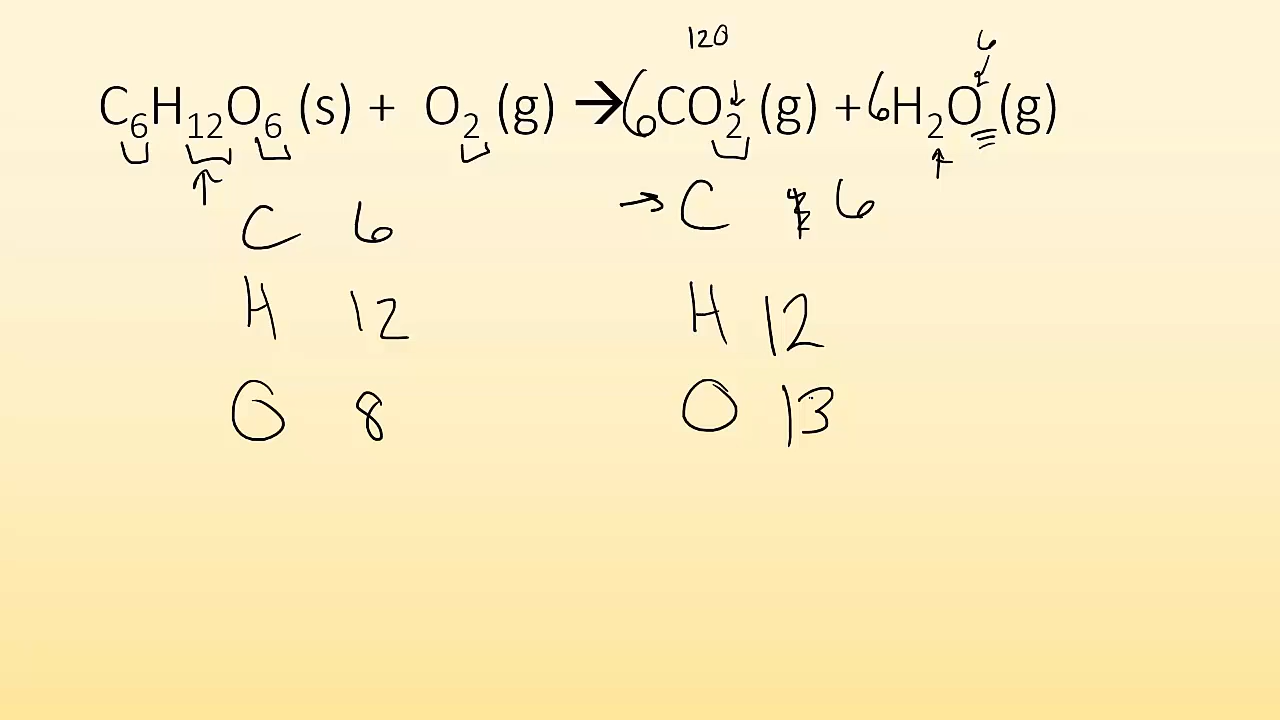 120 6
C₆H₁₂O₆ (s) + O₂ (g) → 6CO₂ (g) + 6H₂O (g)
C 6 C 6
H 12 H 12
O 8 O 13